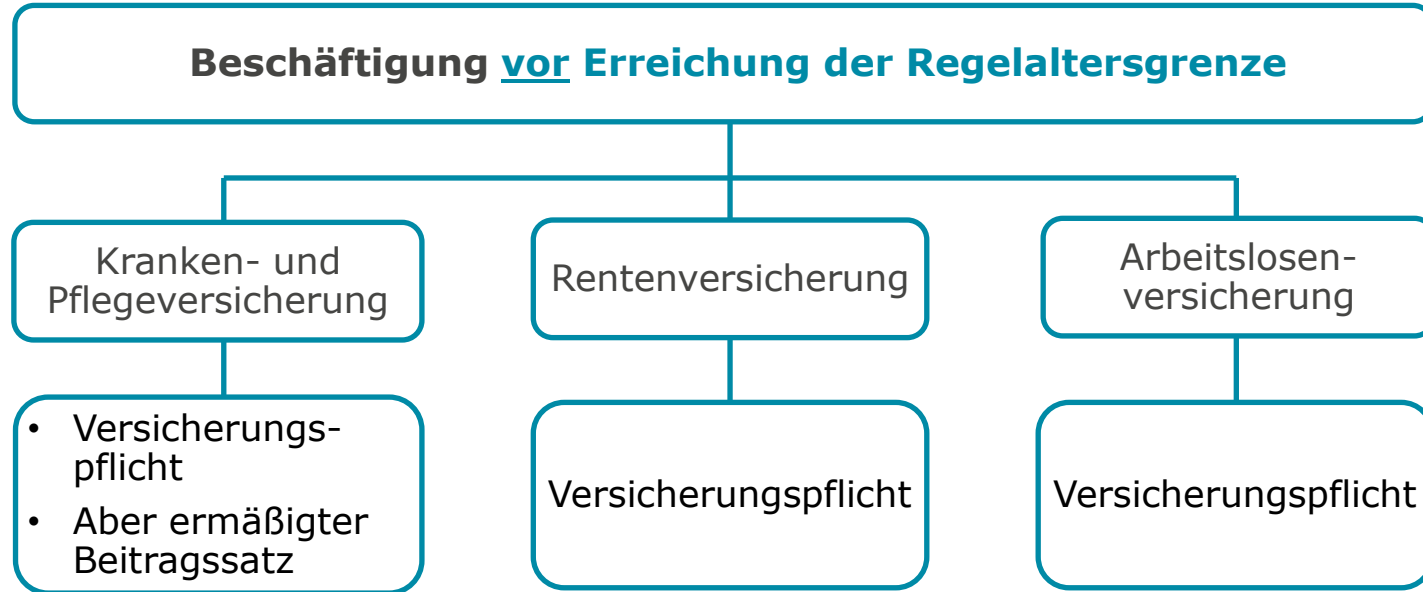 Beschäftigung vor Erreichung der Regelaltersgrenze
Kranken- und
Pflegeversicherung
Rentenversicherung
Arbeitslosen-
versicherung
• Versicherungs-
pflicht
• Aber ermäßigter
Beitragssatz
Versicherungspflicht
Versicherungspflicht